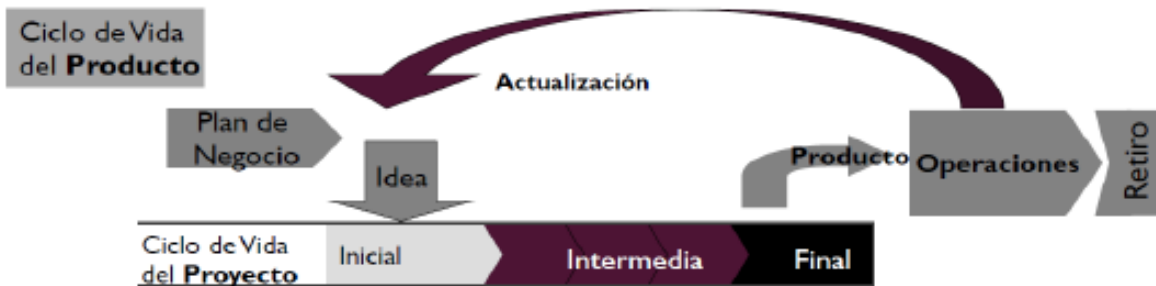 Ciclo de Vida
del Producto
Actualización
Plan de
Negocio
Idea
Producto
Operaciones
Retiro
Ciclo de Vida
del Proyecto
Inicial
Intermedia
Final